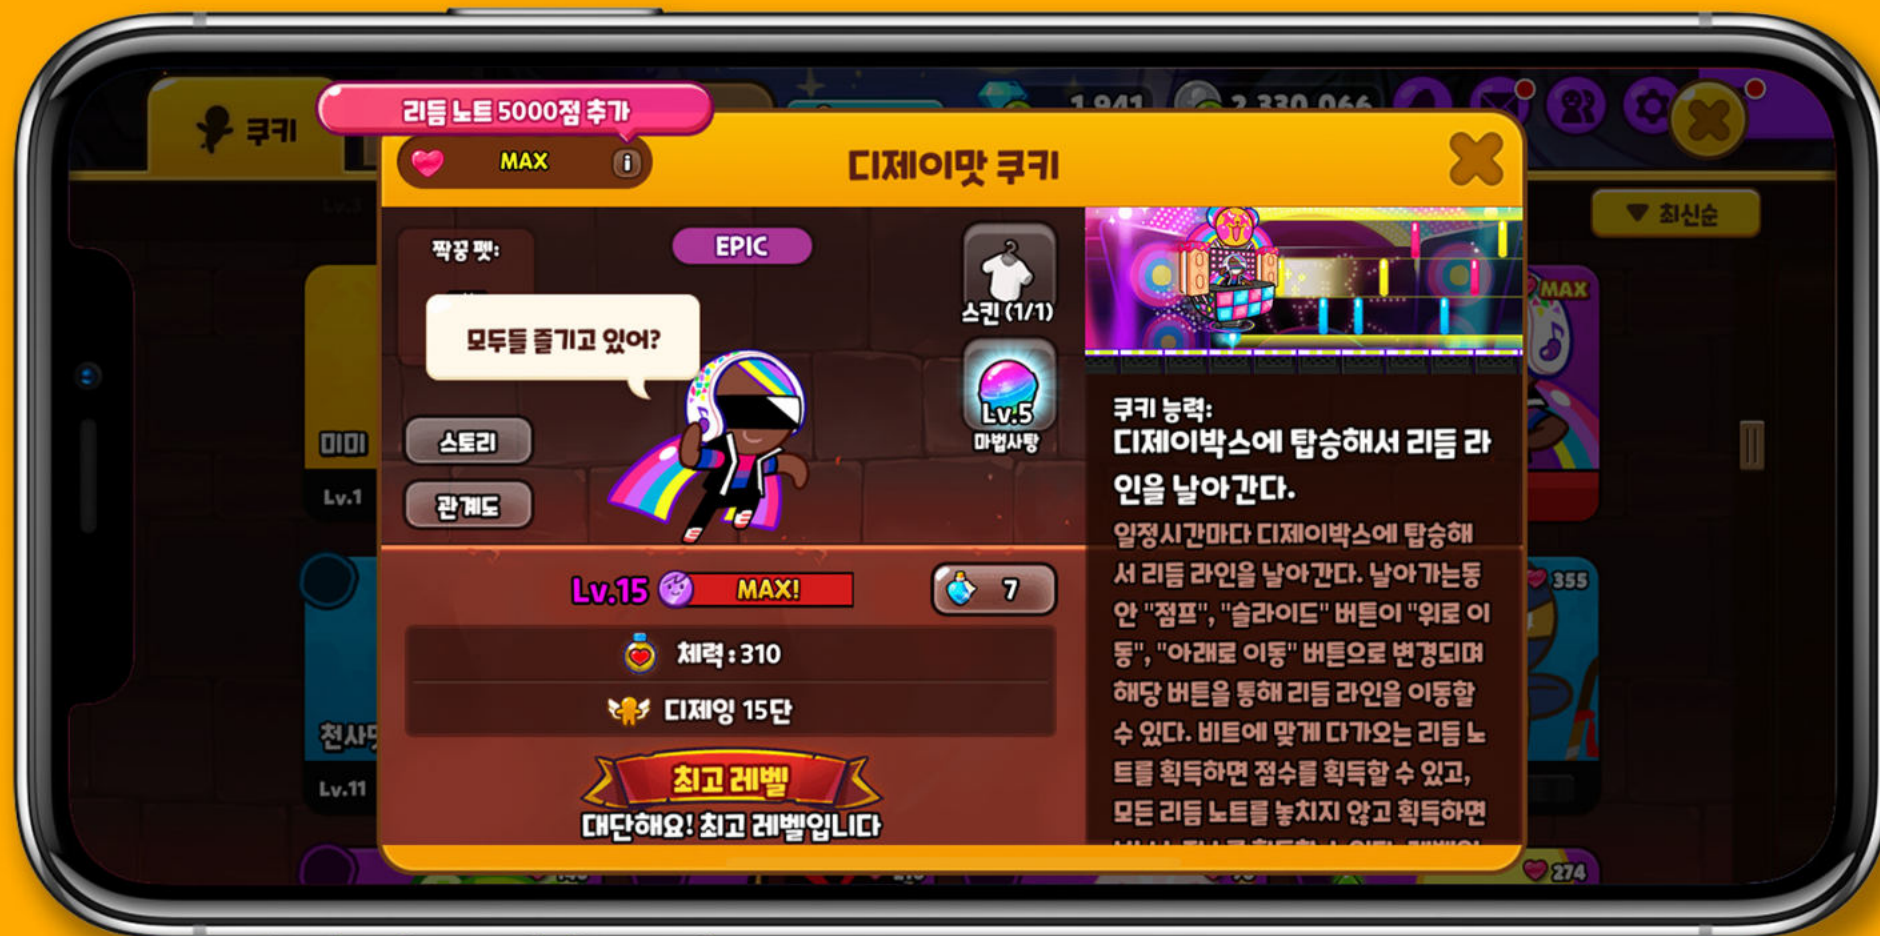 쿠키
리듬 노트 5000점 추가
1,941
2,330,066
MAX
i
디제이맛 쿠키
최신순
짝꿍 펫:
EPIC
모두들 즐기고 있어?
스킨 (1/1)
Lv.5
마법사탕
스토리
관계도
Lv.15
MAX!
7
체력 : 310
디제잉 15단
최고 레벨
대단해요! 최고 레벨입니다
쿠키 능력:
디제이박스에 탑승해서 리듬 라
인을 날아간다.
일정시간마다 디제이박스에 탑승해
서 리듬 라인을 날아간다. 날아가는동
안 "점프", "슬라이드" 버튼이 "위로 이
동", "아래로 이동" 버튼으로 변경되며
해당 버튼을 통해 리듬 라인을 이동할
수 있다. 비트에 맞게 다가오는 리듬 노
트를 획득하면 점수를 획득할 수 있고,
모든 리듬 노트를 놓치지 않고 획득하면
미미
Lv.1
Lv.11
MAX
355
274